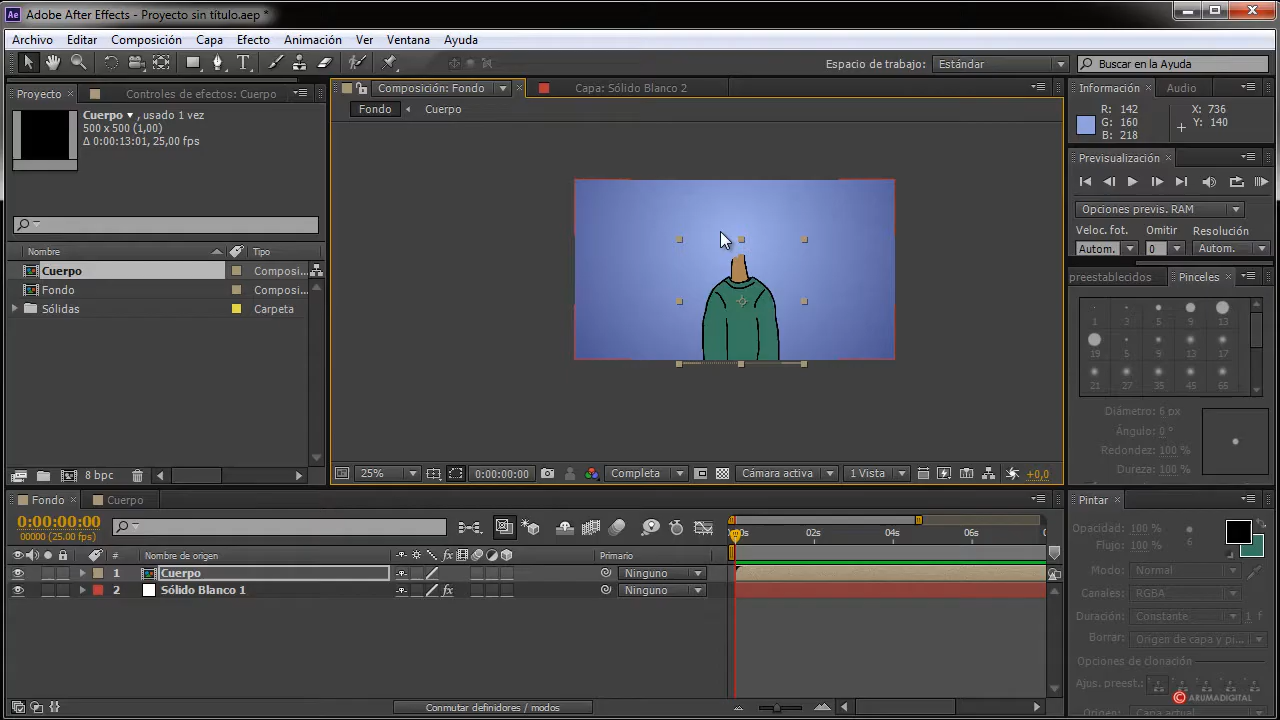 Ae Adobe After Effects - Proyecto sin título.aep *
Archivo Editar Composición Capa Efecto Animación Ver Ventana Ayuda
Espacio de trabajo: Estándar Buscar en la Ayuda
Proyecto Controles de efectos: Cuerpo
Composición: Fondo Capa: Sólido Blanco 2
Información Audio
Fondo Cuerpo
Cuerpo ▾, usado 1 vez
500 x 500 (1,00)
Δ 0:00:13:01, 25,00 fps
R: 142 X: 736
G: 160 Y: 140
B: 218
Previsualización
Opciones previs. RAM
Veloc. fot. Omitir Resolución
Autom. 0 Autom.
Nombre Tipo
Cuerpo Composi...
Fondo Composi...
Sólidas Carpeta
preestablecidos Pinceles
1 3 5 9 13
19 5 9 13 17
21 27 35 45 65
Diámetro: 6 px
Ángulo: 0 °
Redondez: 100 %
Dureza: 100 %
8 bpc
25% 0:00:00:00 Completa Cámara activa 1 Vista +0,0
Fondo Cuerpo
0:00:00:00
00000 (25.00 fps)
02s 04s 06s
# Nombre de origen Primario
1 Cuerpo Ninguno
2 Sólido Blanco 1 fx Ninguno
Conmutar definidores / modos
Pintar
Opacidad: 100 %
Flujo: 100 % 6
Modo: Normal
Canales: RGBA
Duración: Constante 1 f
Borrar: Origen de capa y pi...
Opciones de clonación
Ajus. preest.:
© ARUMADIGITAL
Origen: Capa actual